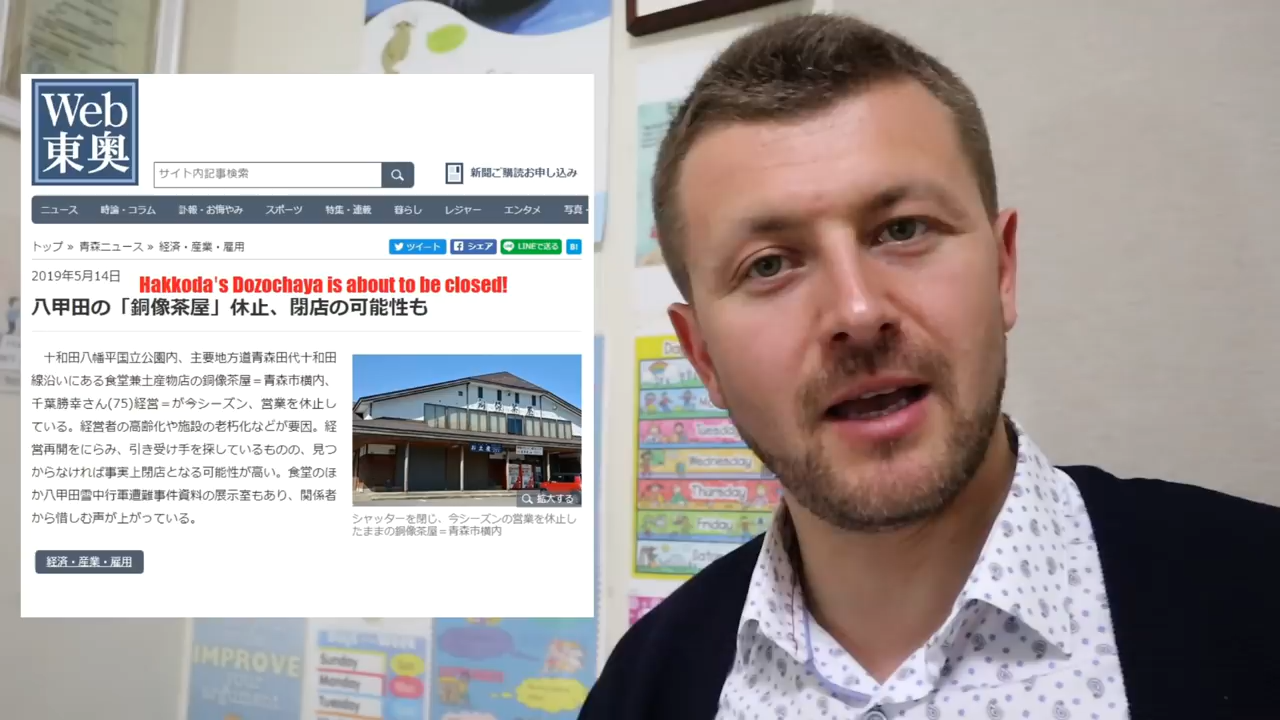 Web
東奥
サイト内記事検索
新聞ご購読お申し込み
ニュース 時論・コラム 訃報・お悔やみ スポーツ 特集・連載 暮らし レジャー エンタメ 写真・
トップ » 青森ニュース » 経済・産業・雇用
ツイート シェア LINEで送る B!
2019年5月14日
Hakkoda's Dozochaya is about to be closed!
八甲田の「銅像茶屋」休止、閉店の可能性も
十和田八幡平国立公園内、主要地方道青森田代十和田
線沿いにある食堂兼土産物店の銅像茶屋＝青森市横内、
千葉勝幸さん(75)経営＝が今シーズン、営業を休止し
ている。経営者の高齢化や施設の老朽化などが要因。経
営再開をにらみ、引き受け手を探しているものの、見つ
からなければ事実上閉店となる可能性が高い。食堂のほ
か八甲田雪中行軍遭難事件資料の展示室もあり、関係者
から惜しむ声が上がっている。
拡大する
シャッターを閉じ、今シーズンの営業を休止し
たままの銅像茶屋＝青森市横内
経済・産業・雇用
Tuesday
Wednesday
Thursday
Friday
IMPROVE
Sunday
Monday
Tuesday